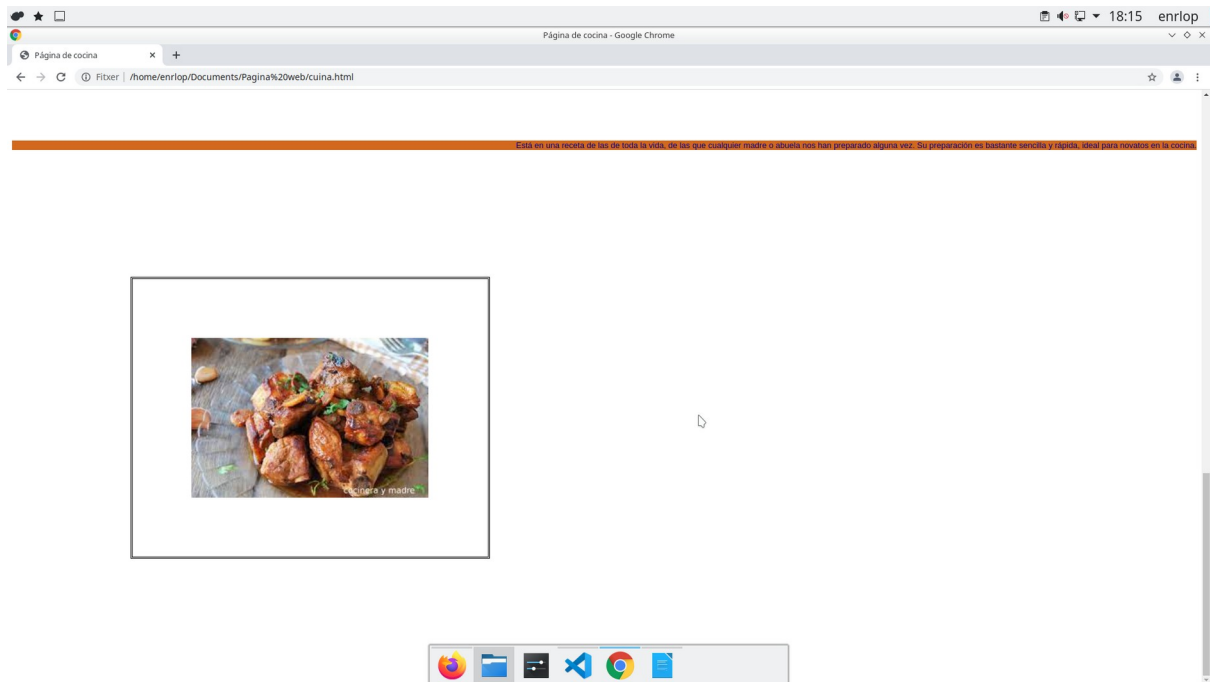 18:15 enrlop
Página de cocina - Google Chrome
Página de cocina
Fitxer | /home/enrlop/Documents/Pagina%20web/cuina.html
Está en una receta de las de toda la vida, de las que cualquier madre o abuela nos han preparado alguna vez. Su preparación es bastante sencilla y rápida, ideal para novatos en la cocina.
cocinera y madre